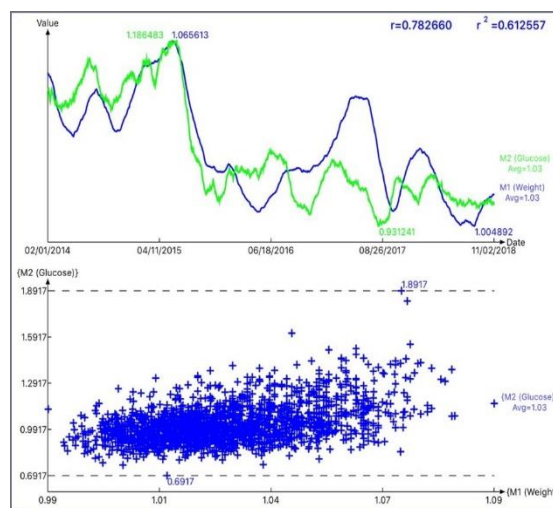 Value
r=0.782660 r²=0.612557
1.186483 1.065613
M2 (Glucose)
Avg=1.03
M1 (Weight)
Avg=1.03
0.931241 1.004892
Date
02/01/2014 04/11/2015 06/18/2016 08/26/2017 11/02/2018
{M2 (Glucose)}
1.8917 1.8917
1.5917
1.2917
{M2 (Glucose)
Avg=1.03
0.9917
0.6917 0.6917
{M1 (Weight)
0.99 1.01 1.04 1.07 1.09